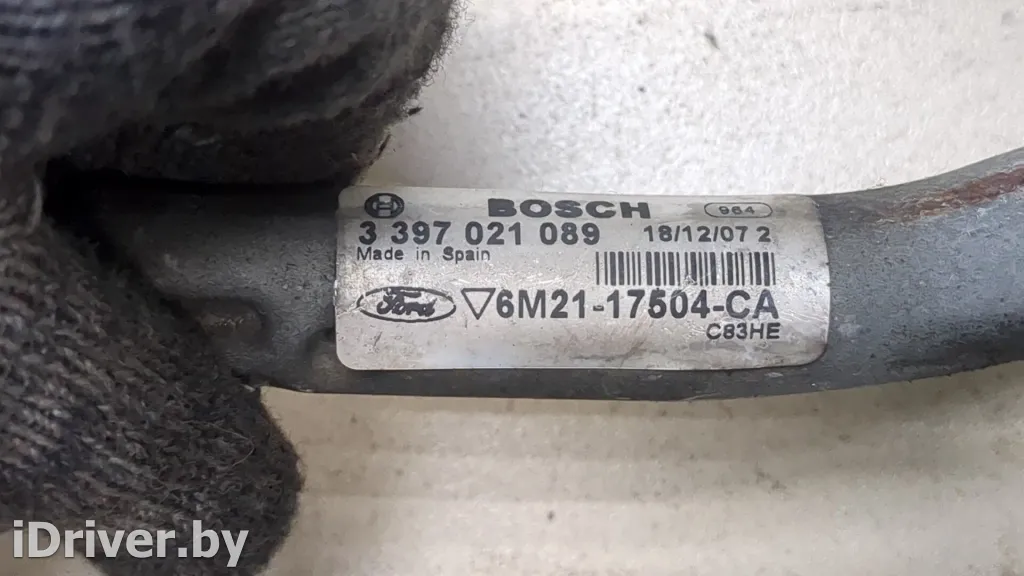 BOSCH 964
3 397 021 089 18/12/07 2
Made in Spain
Ford 6M21-17504-CA
C83HE
iDriver.by